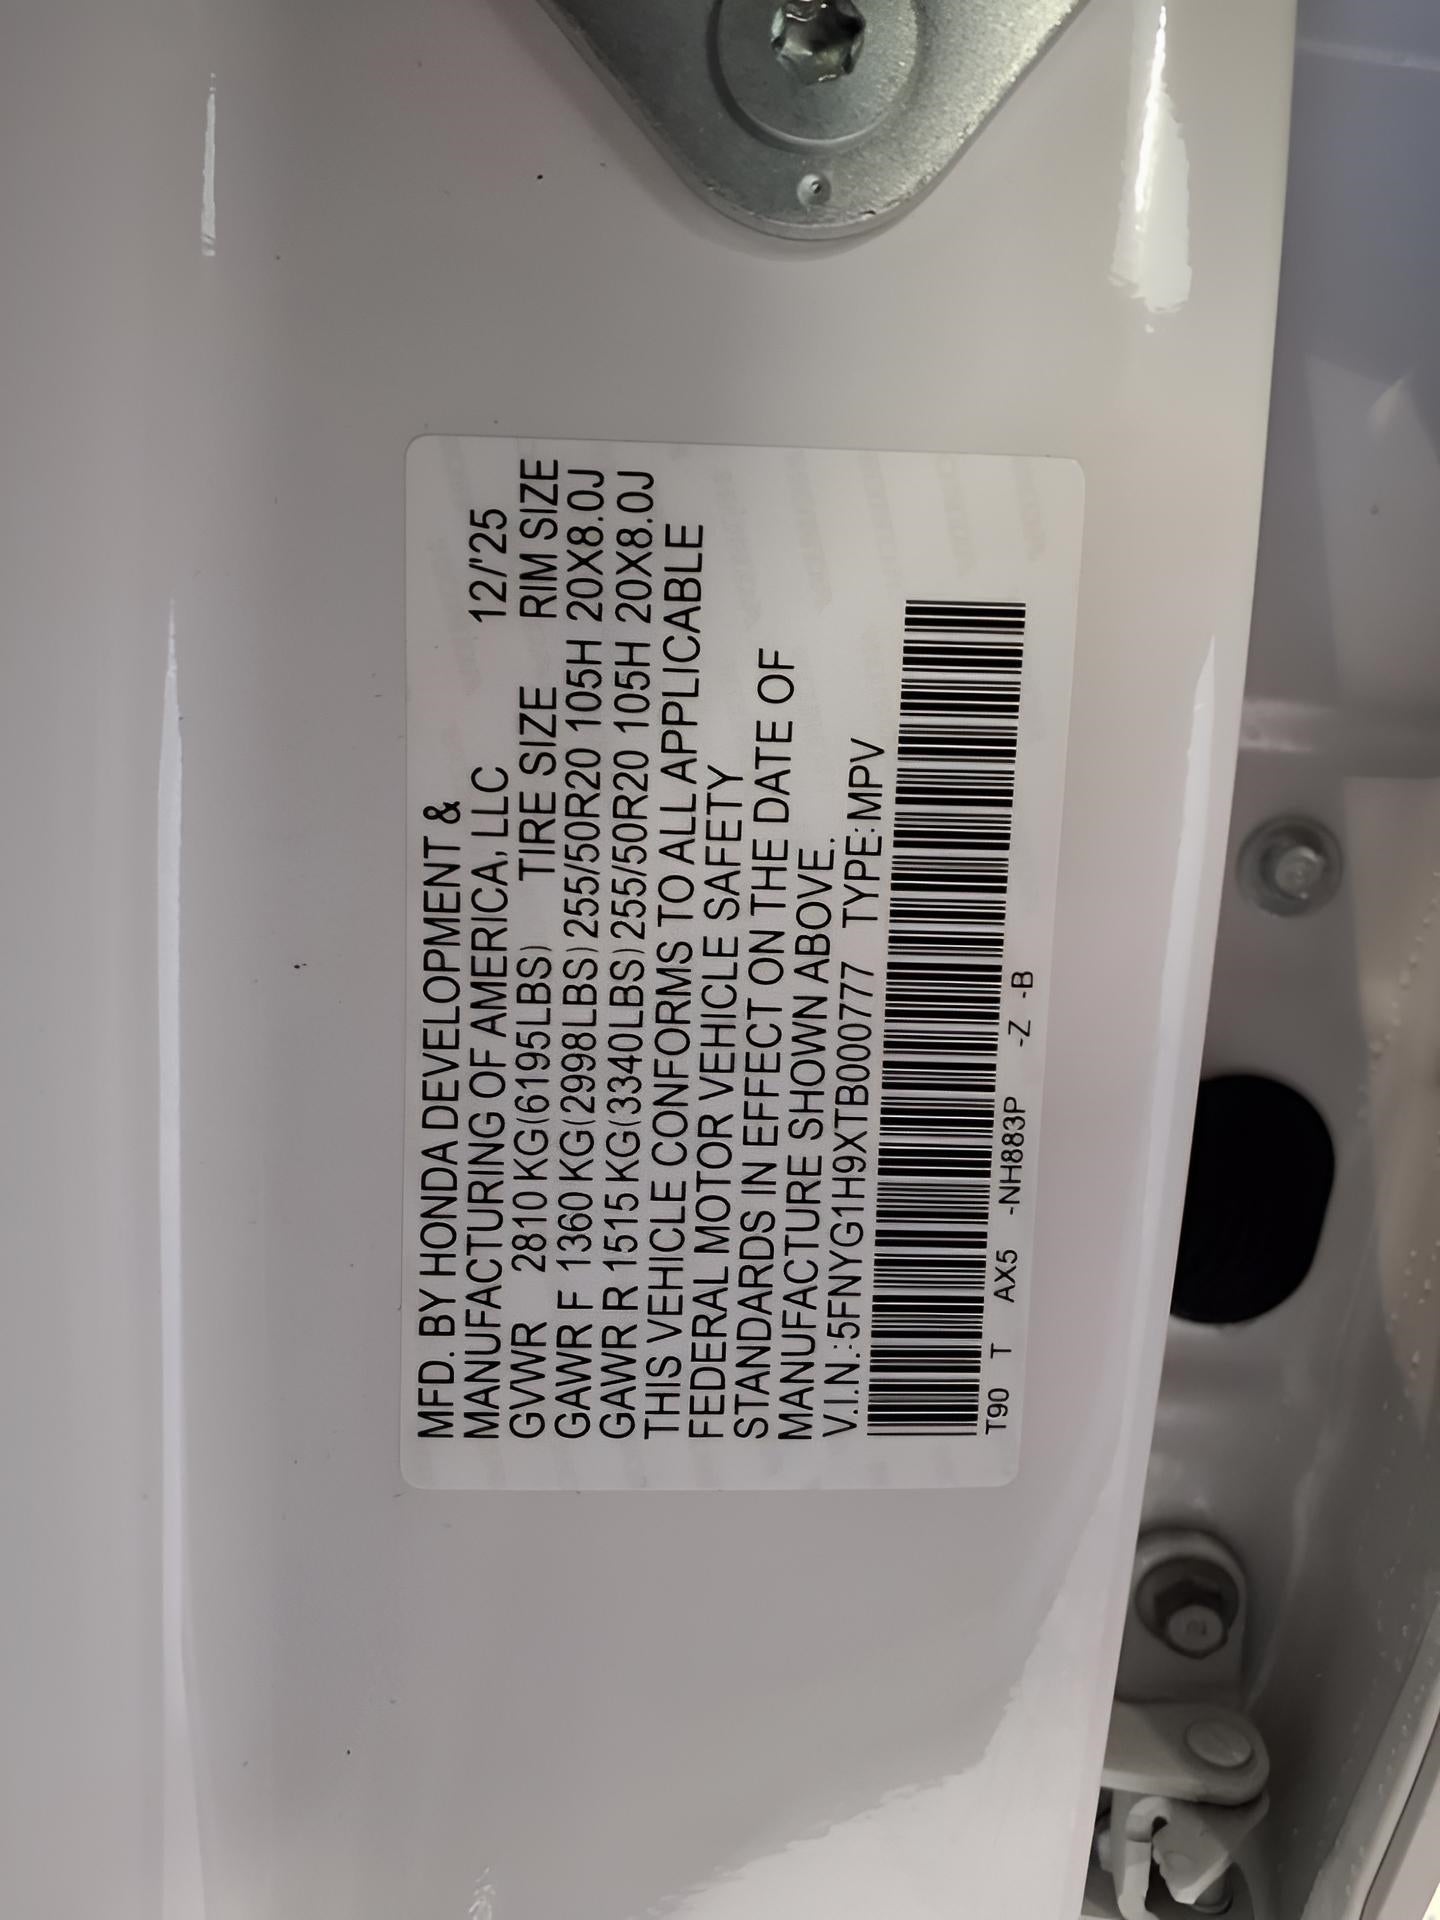 MFD. BY HONDA DEVELOPMENT &
MANUFACTURING OF AMERICA, LLC 12/'25
GVWR 2810 KG(6195LBS) TIRE SIZE RIM SIZE
GAWR F 1360 KG(2998LBS) 255/50R20 105H 20X8.0J
GAWR R 1515 KG(3340LBS) 255/50R20 105H 20X8.0J
THIS VEHICLE CONFORMS TO ALL APPLICABLE
FEDERAL MOTOR VEHICLE SAFETY
STANDARDS IN EFFECT ON THE DATE OF
MANUFACTURE SHOWN ABOVE.
V.I.N.:5FNYG1H9XTB000777 TYPE:MPV
T90 T AX5 -NH883P -Z -B